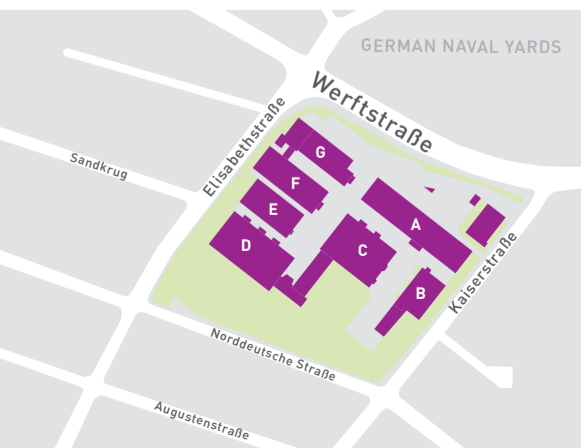 GERMAN NAVAL YARDS
Werftstraße
Elisabethstraße
Sandkrug
G
F
E
A
D
C
B
Kaiserstraße
Norddeutsche Straße
Augustenstraße